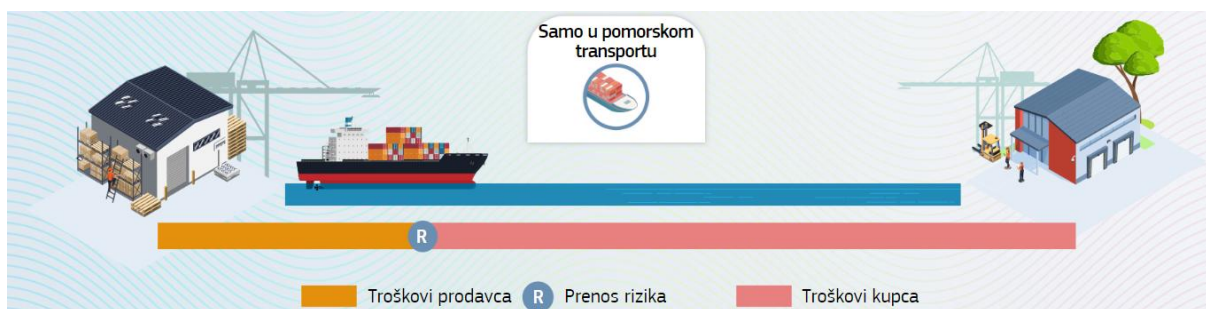 Samo u pomorskom
transportu
R
Troškovi prodavca
R
Prenos rizika
Troškovi kupca